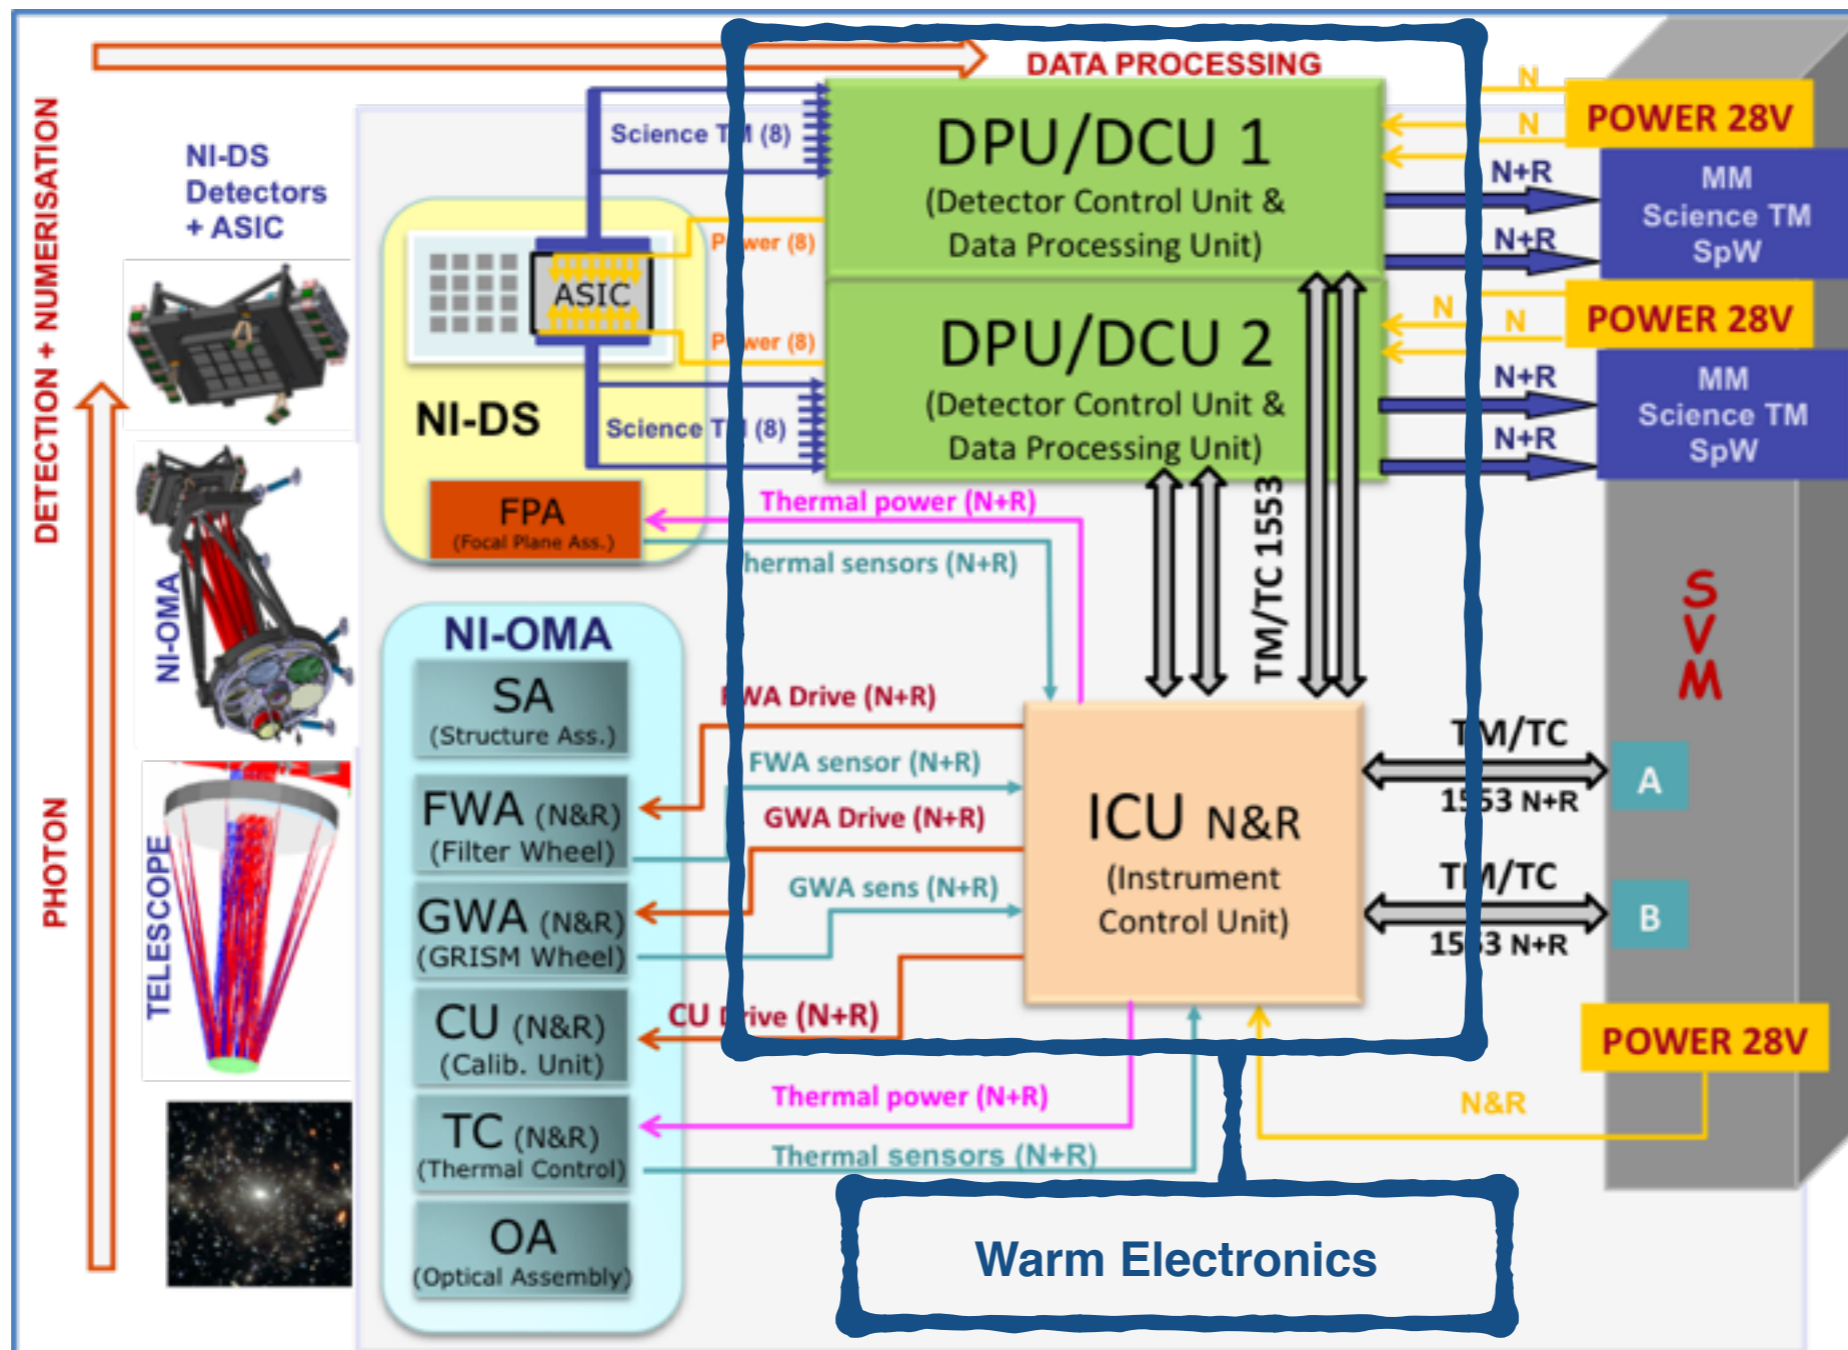 DATA PROCESSING
DETECTION + NUMERISATION
PHOTON
NI-DS
Detectors
+ ASIC
NI-OMA
TELESCOPE
Science TM (8)
Power (8)
ASIC
Power (8)
NI-DS
Science TM (8)
FPA
(Focal Plane Ass.)
DPU/DCU 1
(Detector Control Unit &
Data Processing Unit)
DPU/DCU 2
(Detector Control Unit &
Data Processing Unit)
N
N
POWER 28V
N+R
N+R
MM
Science TM
SpW
N
N
POWER 28V
N+R
N+R
MM
Science TM
SpW
Thermal power (N+R)
hermal sensors (N+R)
TM/TC 1553
SVM
NI-OMA
SA
(Structure Ass.)
FWA (N&R)
(Filter Wheel)
GWA (N&R)
(GRISM Wheel)
CU (N&R)
(Calib. Unit)
TC (N&R)
(Thermal Control)
OA
(Optical Assembly)
FWA Drive (N+R)
FWA sensor (N+R)
GWA Drive (N+R)
GWA sens (N+R)
CU Drive (N+R)
Thermal power (N+R)
Thermal sensors (N+R)
ICU N&R
(Instrument
Control Unit)
TM/TC
1553 N+R
A
TM/TC
1553 N+R
B
POWER 28V
N&R
Warm Electronics